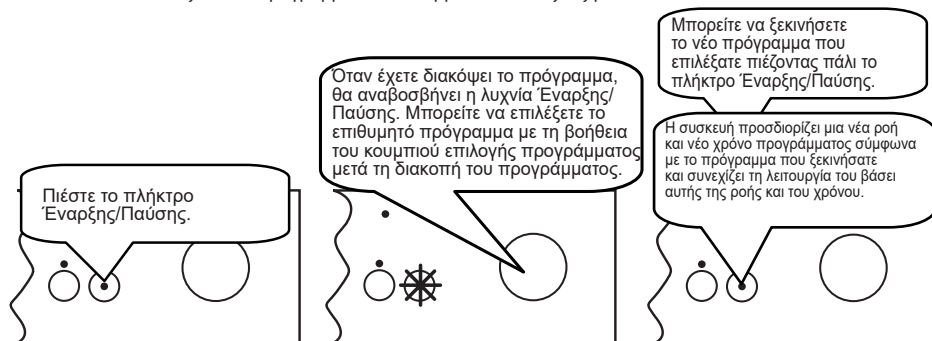 Πιέστε το πλήκτρο
Έναρξης/Παύσης.
Όταν έχετε διακόψει το πρόγραμμα,
θα αναβοσβήνει η λυχνία Έναρξης/
Παύσης. Μπορείτε να επιλέξετε το
επιθυμητό πρόγραμμα με τη βοήθεια
του κουμπιού επιλογής προγράμματος
μετά τη διακοπή του προγράμματος.
Μπορείτε να ξεκινήσετε
το νέο πρόγραμμα που
επιλέξατε πιέζοντας πάλι το
πλήκτρο Έναρξης/Παύσης.
Η συσκευή προσδιορίζει μια νέα ροή
και νέο χρόνο προγράμματος σύμφωνα
με το πρόγραμμα που ξεκινήσατε
και συνεχίζει τη λειτουργία του βάσει
αυτής της ροής και του χρόνου.